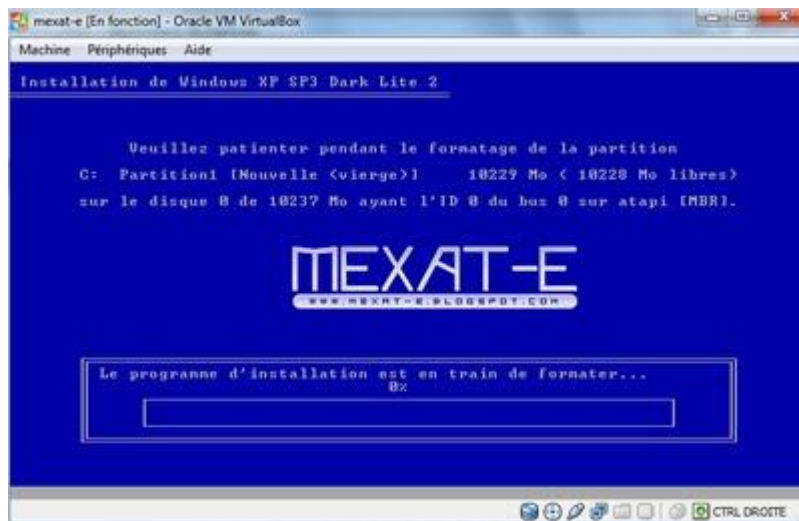 mexat-e [En fonction] - Oracle VM VirtualBox
Machine Périphériques Aide
Installation de Windows XP SP3 Dark Lite 2
Veuillez patienter pendant le formatage de la partition
C: Partition1 [Nouvelle <vierge>] 10229 Mo ( 10228 Mo libres)
sur le disque 0 de 10237 Mo ayant l'ID 0 du bus 0 sur atapi [MBR].
MEXAT-E
WWW.MEXAT-E.BLOGSPOT.COM
Le programme d'installation est en train de formater...
0%
CTRL DROITE